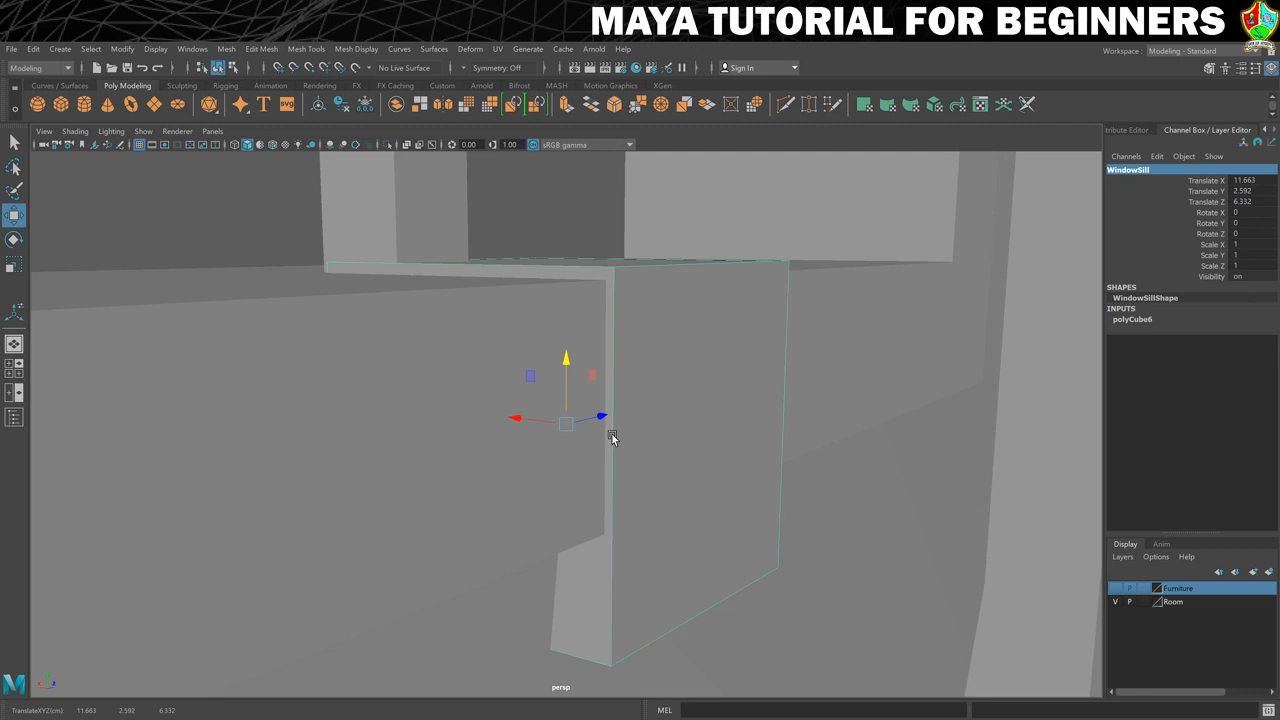 MAYA TUTORIAL FOR BEGINNERS
File Edit Create Select Modify Display Windows Mesh Edit Mesh Mesh Tools Mesh Display Curves Surfaces Deform UV Generate Cache Arnold Help
Workspace: Modeling - Standard
Modeling No Live Surface Symmetry: Off Sign In
Curves / Surfaces Poly Modeling Sculpting Rigging Animation Rendering FX FX Caching Custom Arnold Bifrost MASH Motion Graphics XGen
View Shading Lighting Show Renderer Panels
tribute Editor Channel Box / Layer Editor
0.00 1.00 sRGB gamma
Channels Edit Object Show
WindowSill
Translate X 11.663
Translate Y 2.592
Translate Z 6.332
Rotate X 0
Rotate Y 0
Rotate Z 0
Scale X 1
Scale Y 1
Scale Z 1
Visibility on
SHAPES
WindowSillShape
INPUTS
polyCube6
Display Anim
Layers Options Help
P Furniture
V P Room
persp
TranslateXYZ(cm): 11.663 2.592 6.332
MEL